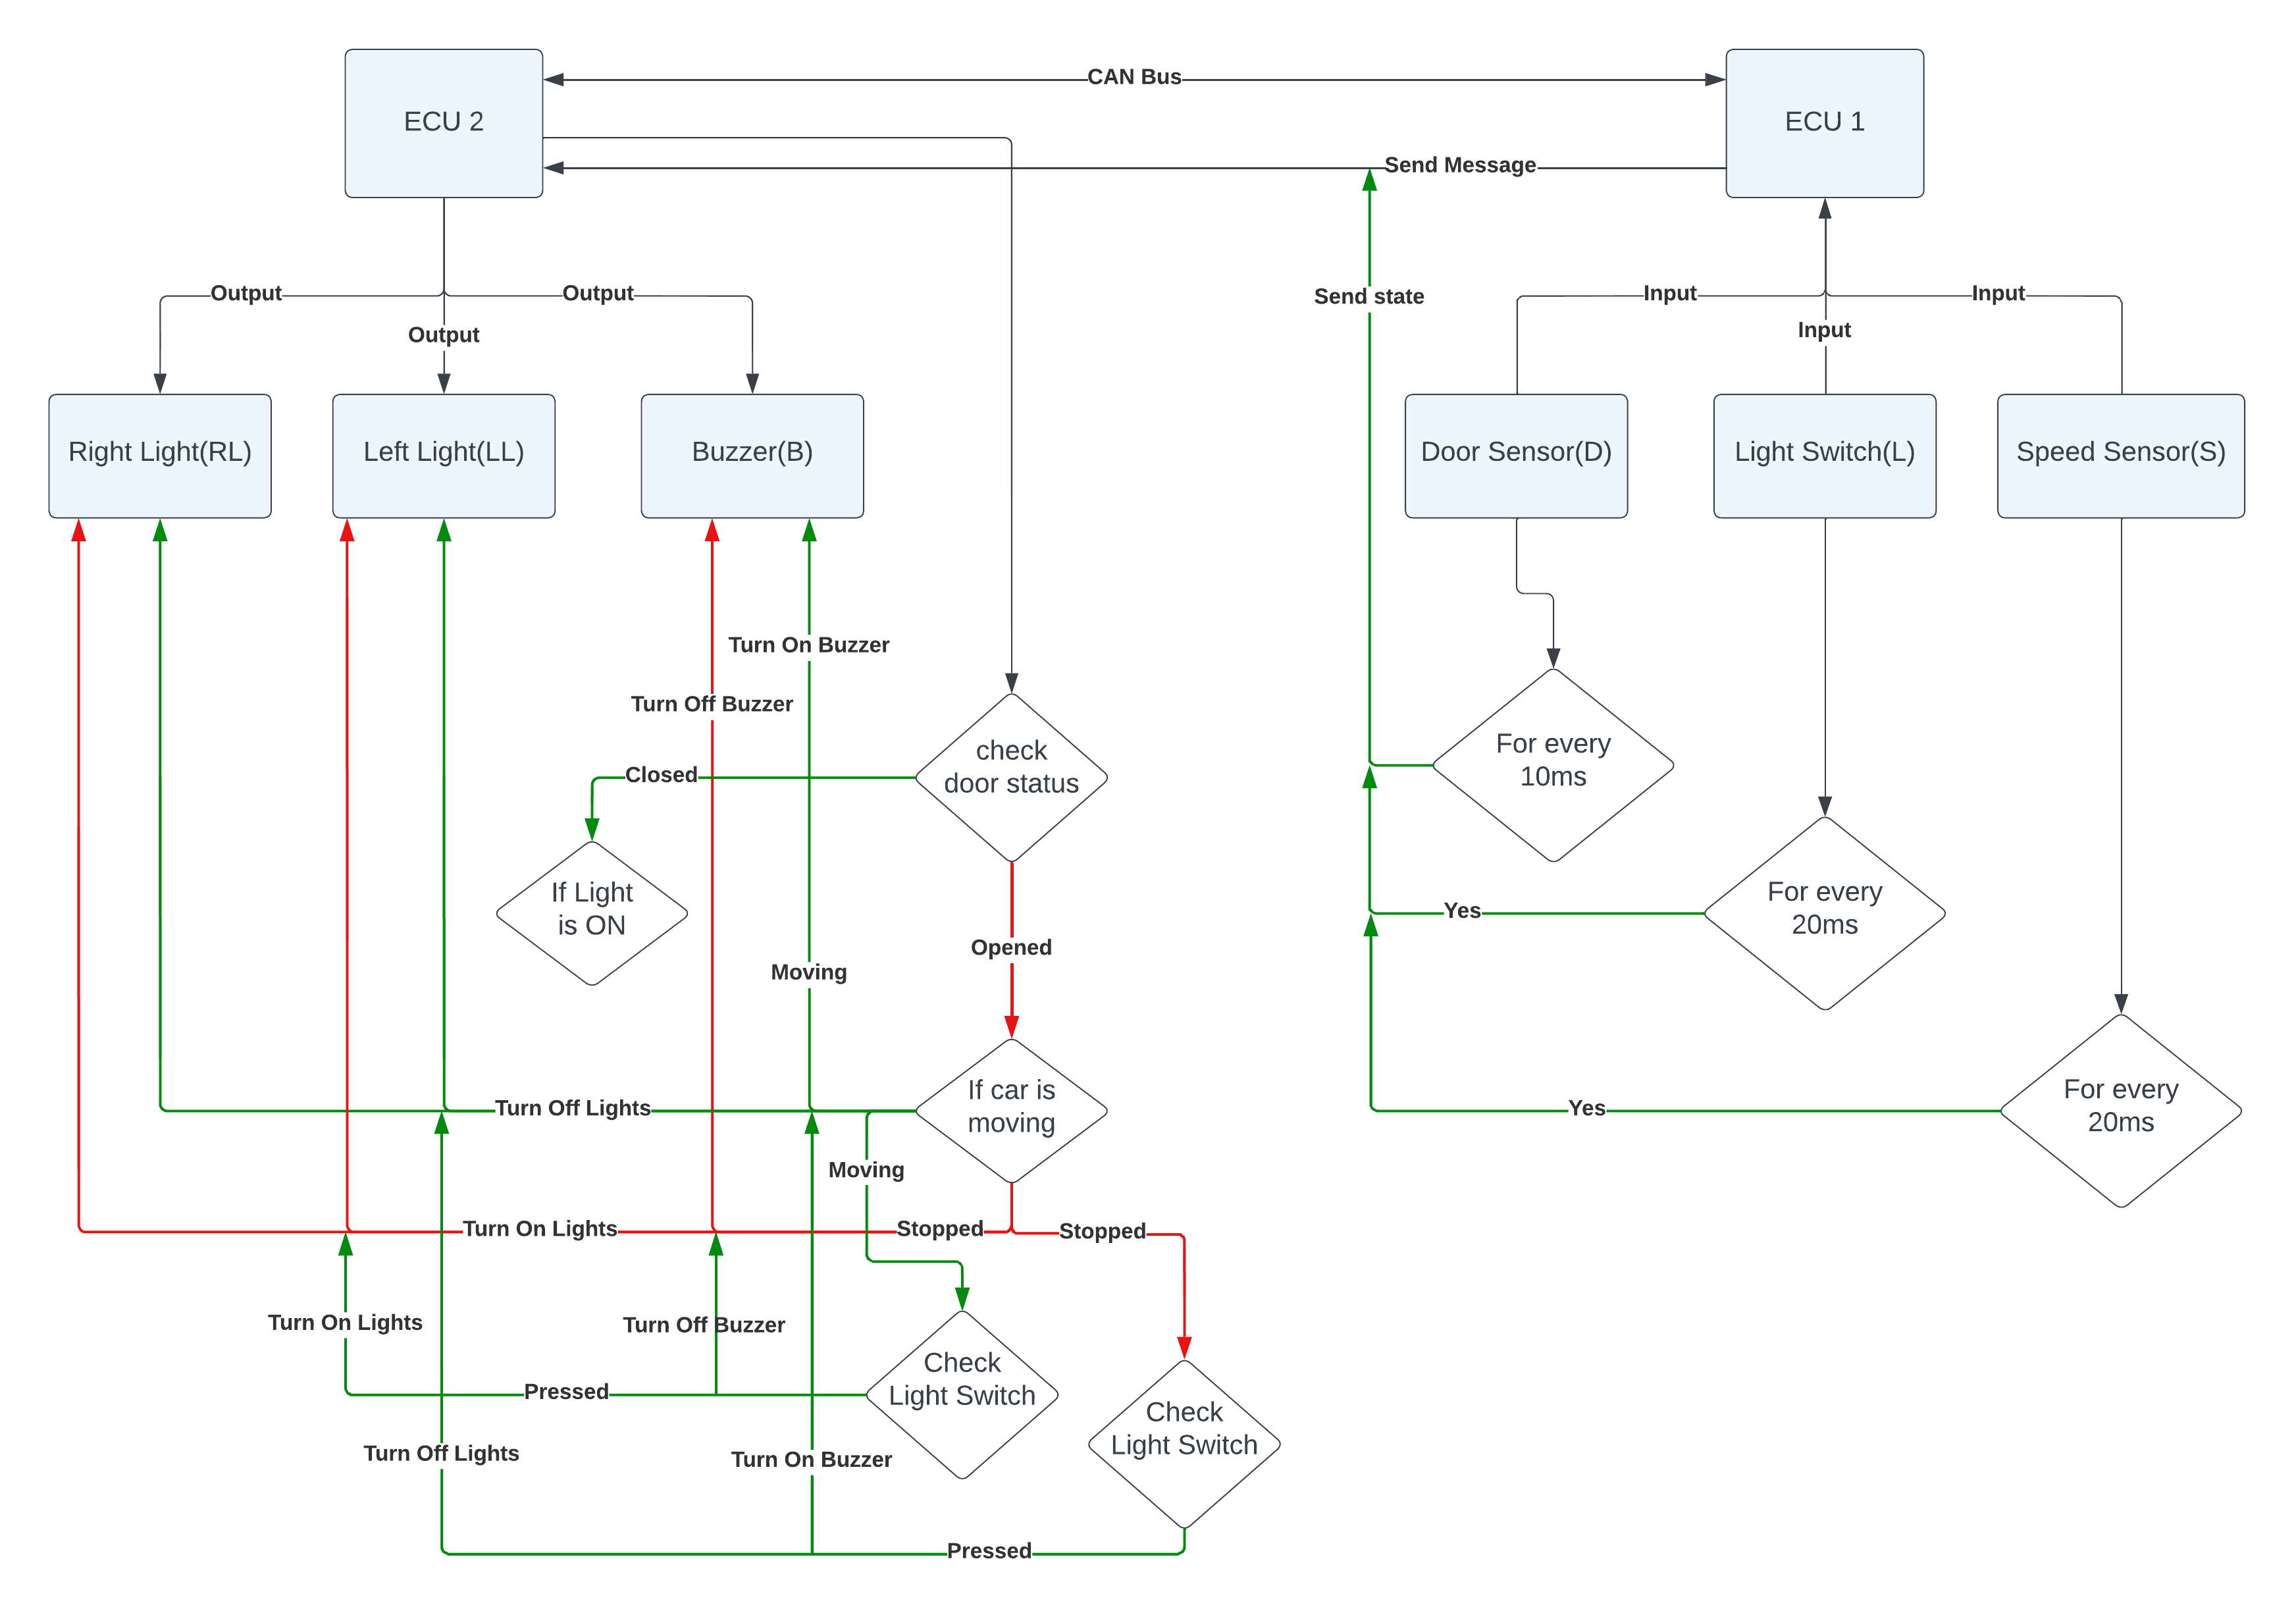 CAN Bus
ECU 2
ECU 1
Send Message
Output
Output
Output
Send state
Input
Input
Input
Right Light(RL)
Left Light(LL)
Buzzer(B)
Door Sensor(D)
Light Switch(L)
Speed Sensor(S)
Turn On Buzzer
Turn Off Buzzer
check
door status
For every
10ms
Closed
If Light
is ON
For every
20ms
Yes
Opened
Moving
If car is
moving
For every
20ms
Turn Off Lights
Yes
Moving
Turn On Lights
Stopped
Stopped
Turn On Lights
Turn Off Buzzer
Check
Light Switch
Pressed
Check
Light Switch
Turn Off Lights
Turn On Buzzer
Pressed